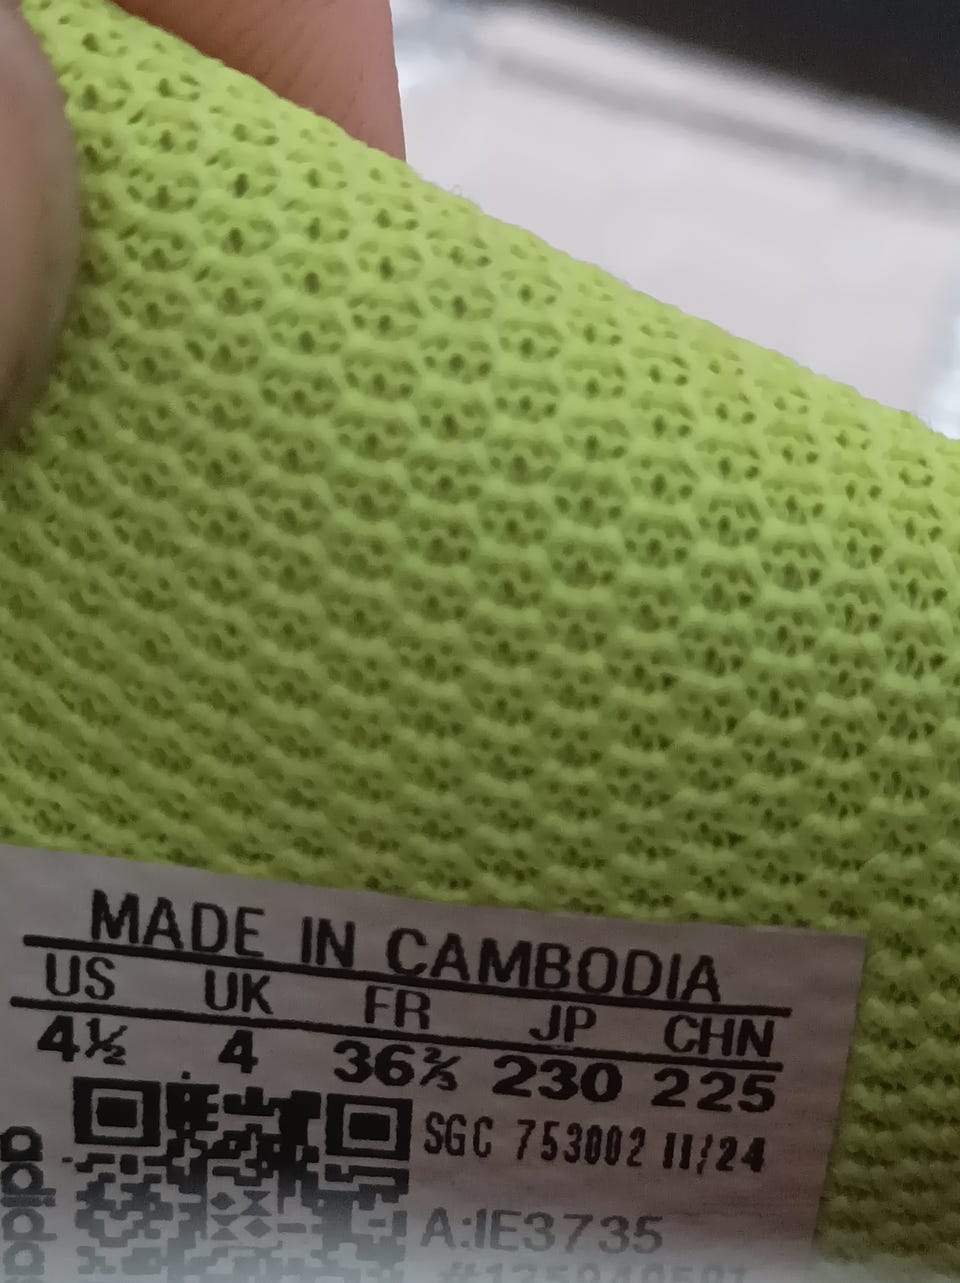 MADE IN CAMBODIA
US UK FR JP CHN
4½ 4 36⅔ 230 225
SGC 753002 11/24
A:IE3735